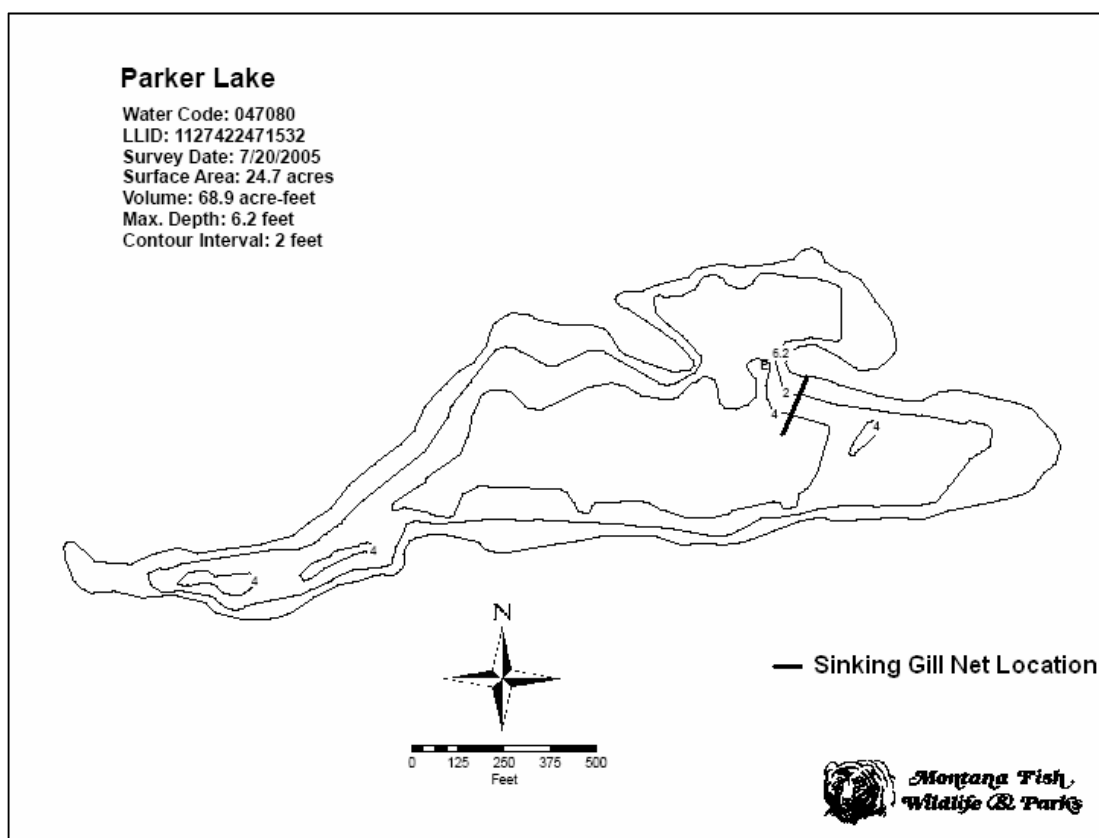 Parker Lake
Water Code: 047080
LLID: 1127422471532
Survey Date: 7/20/2005
Surface Area: 24.7 acres
Volume: 68.9 acre-feet
Max. Depth: 6.2 feet
Contour Interval: 2 feet
6.2
2
4
4
4
4
N
Sinking Gill Net Location
0 125 250 375 500
Feet
Montana Fish,
Wildlife & Parks